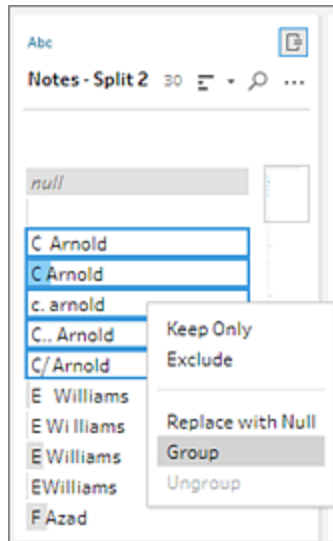 Abc
Notes - Split 2 30
null
C Arnold
C Arnold
c. arnold
C.. Arnold
C/ Arnold
E  Williams
E Wi lliams
E Williams
EWilliams
F Azad
Keep Only
Exclude
Replace with Null
Group
Ungroup